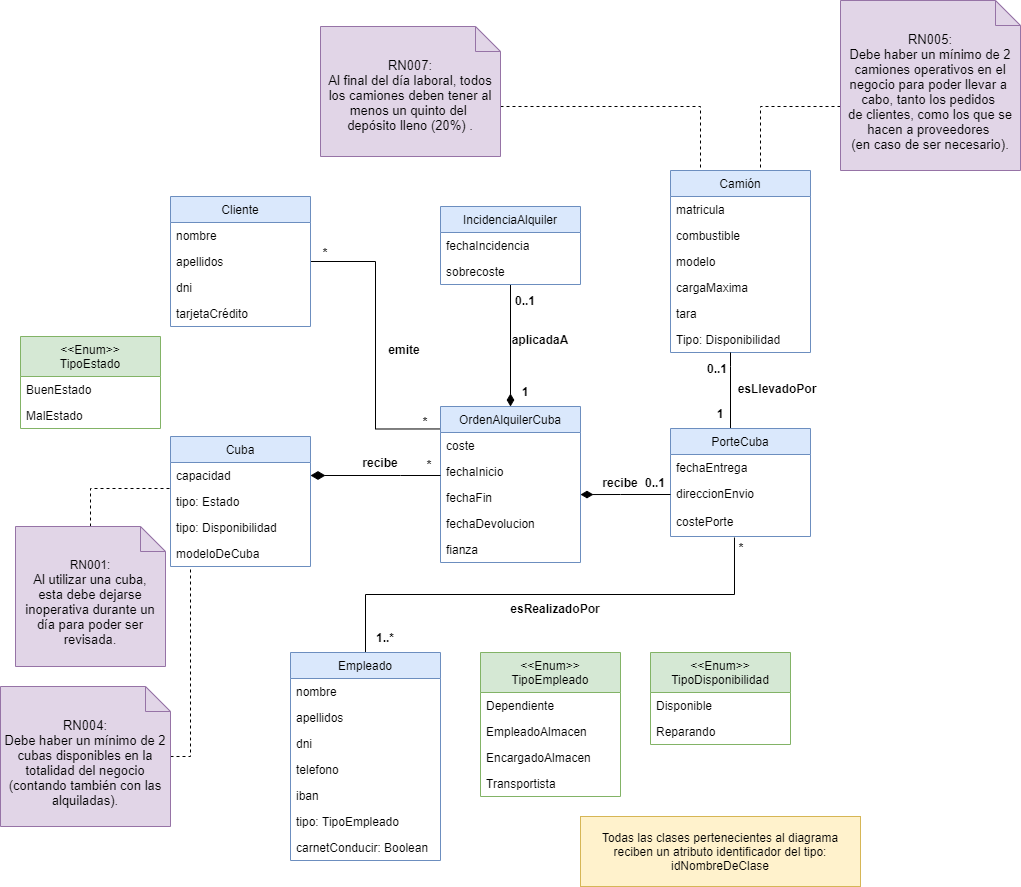 RN007:
Al final del día laboral, todos
los camiones deben tener al
menos un quinto del
depósito lleno (20%) .
RN005:
Debe haber un mínimo de 2
camiones operativos en el
negocio para poder llevar a
cabo, tanto los pedidos
de clientes, como los que se
hacen a proveedores
(en caso de ser necesario).
Cliente
nombre
apellidos
dni
tarjetaCrédito
*
emite
*
IncidenciaAlquiler
fechaIncidencia
sobrecoste
0..1
aplicadaA
1
Camión
matricula
combustible
modelo
cargaMaxima
tara
Tipo: Disponibilidad
0..1
esLlevadoPor
1
<<Enum>>
TipoEstado
BuenEstado
MalEstado
Cuba
capacidad
tipo: Estado
tipo: Disponibilidad
modeloDeCuba
recibe
*
OrdenAlquilerCuba
coste
fechaInicio
fechaFin
fechaDevolucion
fianza
recibe 0..1
PorteCuba
fechaEntrega
direccionEnvio
costePorte
*
esRealizadoPor
1..*
RN001:
Al utilizar una cuba,
esta debe dejarse
inoperativa durante un
día para poder ser
revisada.
RN004:
Debe haber un mínimo de 2
cubas disponibles en la
totalidad del negocio
(contando también con las
alquiladas).
Empleado
nombre
apellidos
dni
telefono
iban
tipo: TipoEmpleado
carnetConducir: Boolean
<<Enum>>
TipoEmpleado
Dependiente
EmpleadoAlmacen
EncargadoAlmacen
Transportista
<<Enum>>
TipoDisponibilidad
Disponible
Reparando
Todas las clases pertenecientes al diagrama
reciben un atributo identificador del tipo:
idNombreDeClase